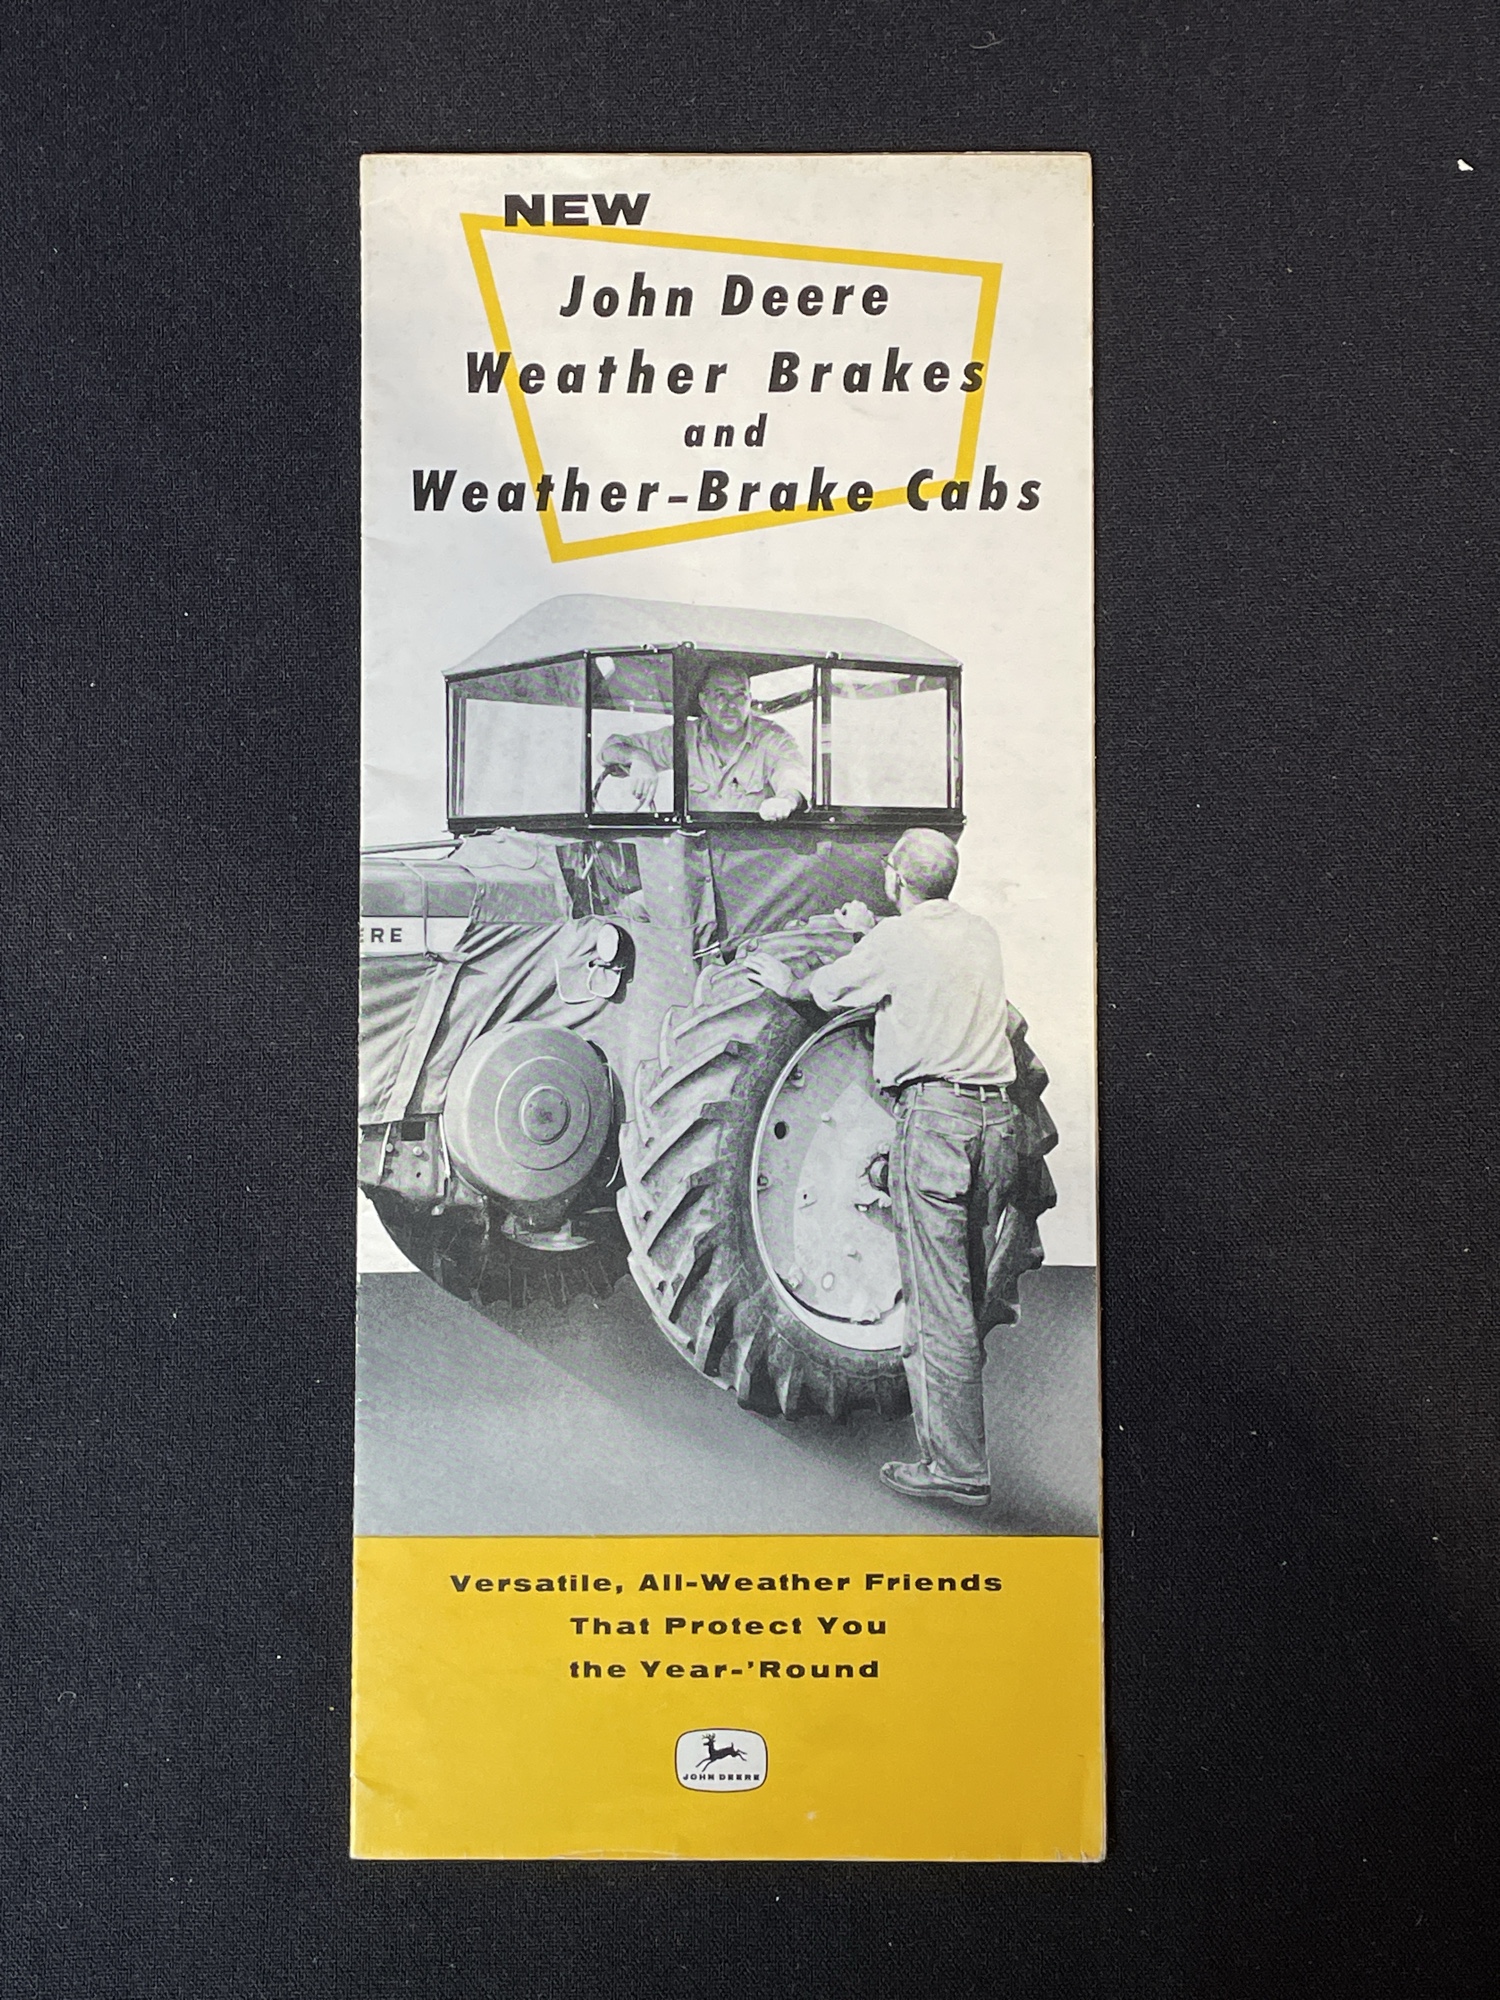 NEW
John Deere
Weather Brakes
and
Weather-Brake Cabs
ERE
Versatile, All-Weather Friends
That Protect You
the Year-'Round
JOHN DEERE